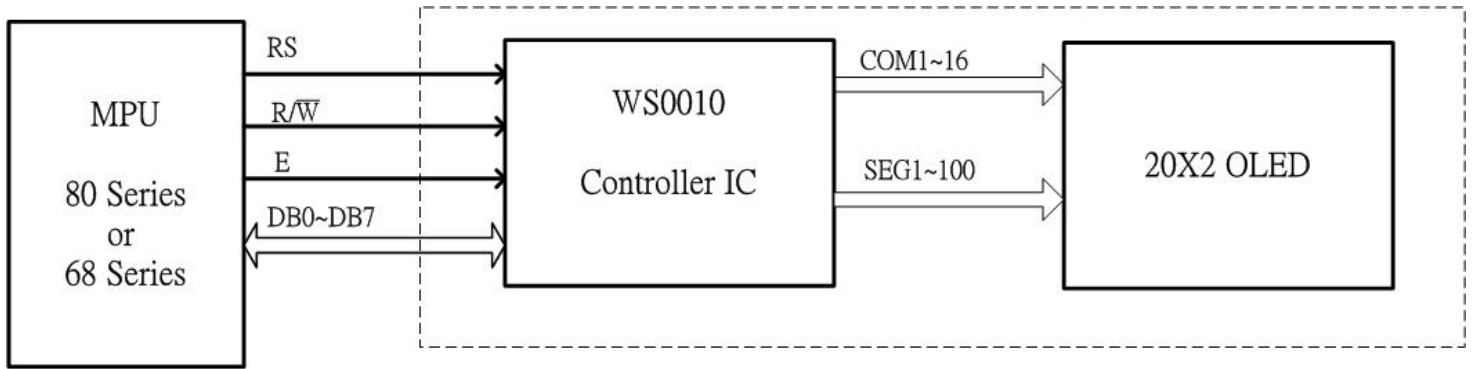 MPU
80 Series
or
68 Series
RS
R/W̅
E
DB0~DB7
WS0010
Controller IC
COM1~16
SEG1~100
20X2 OLED